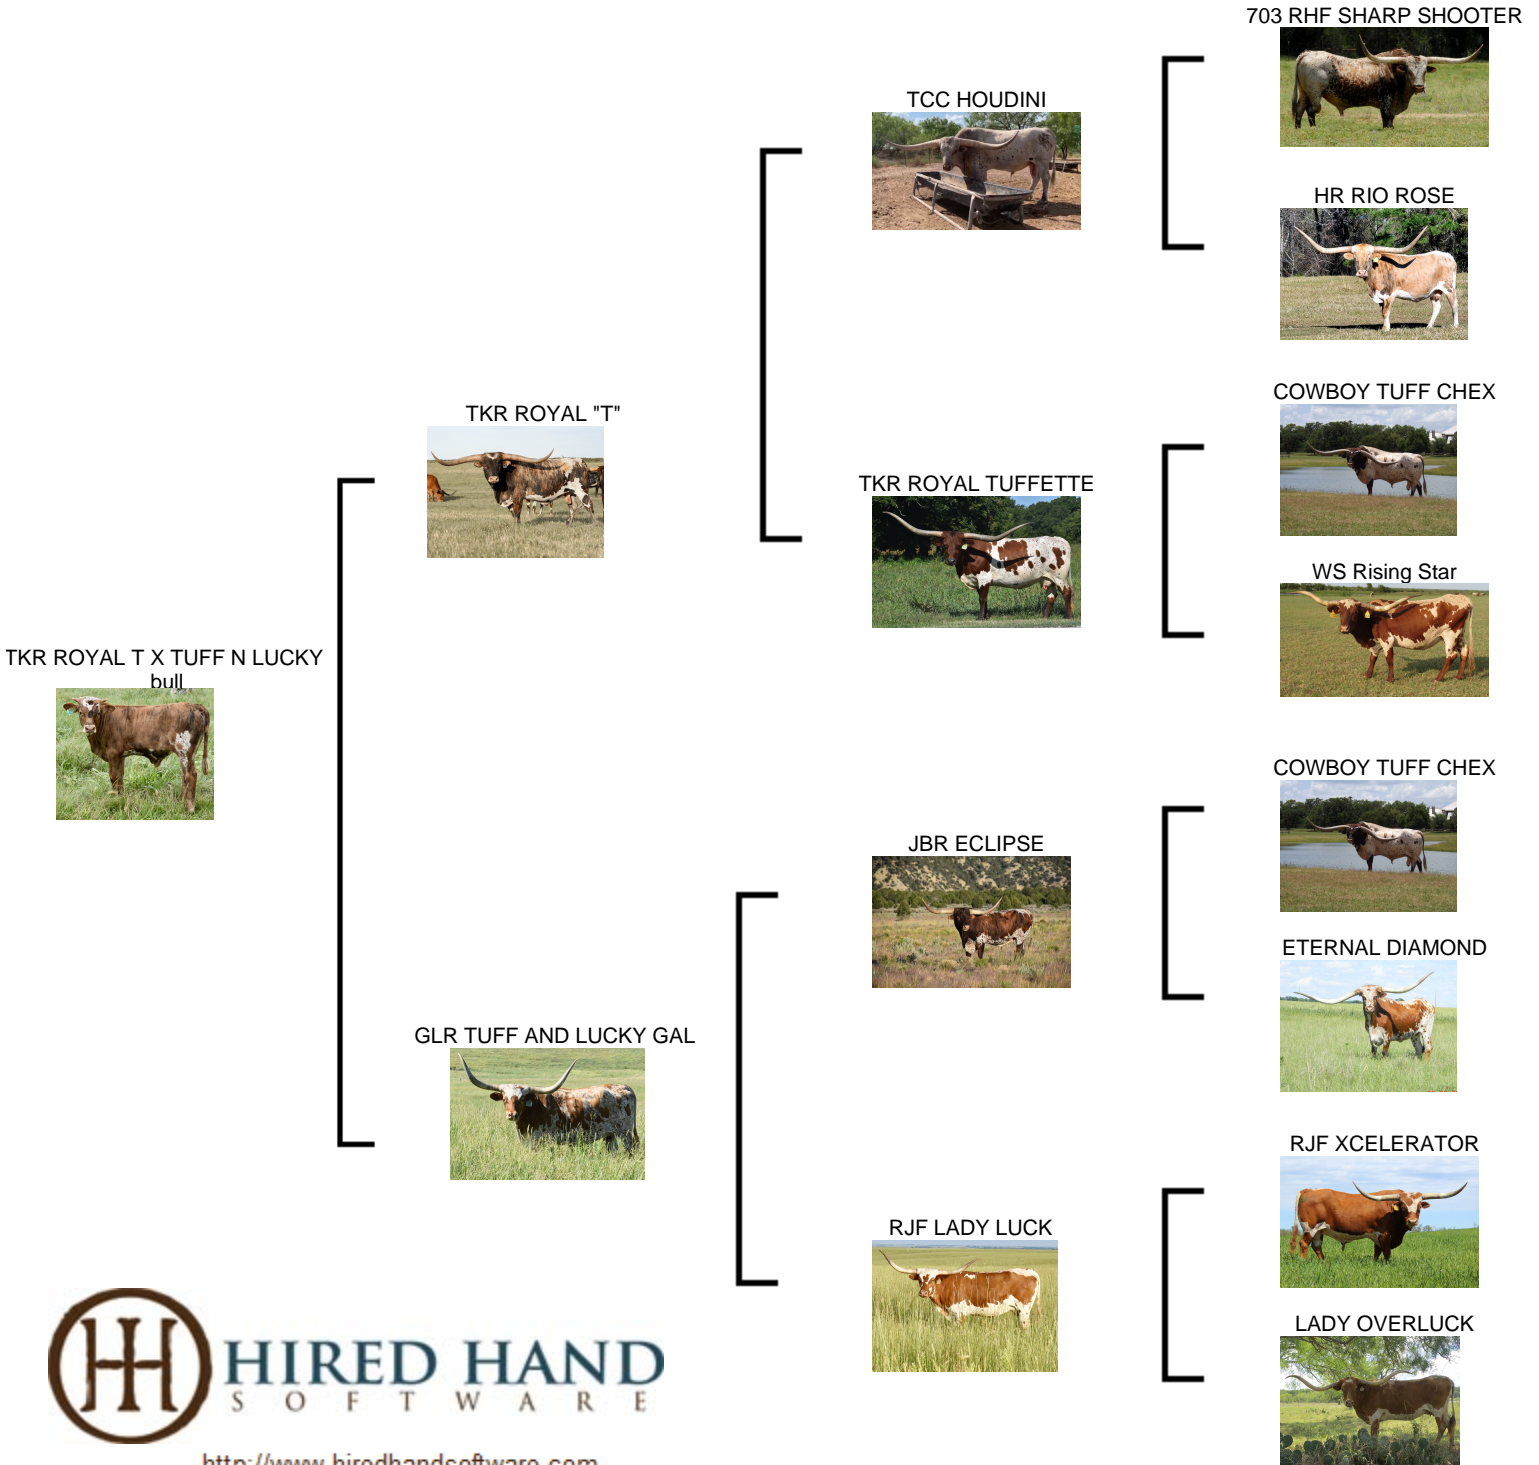 703 RHF SHARP SHOOTER
TCC HOUDINI
HR RIO ROSE
COWBOY TUFF CHEX
TKR ROYAL "T"
TKR ROYAL TUFFETTE
WS Rising Star
TKR ROYAL T X TUFF N LUCKY
bull
COWBOY TUFF CHEX
JBR ECLIPSE
ETERNAL DIAMOND
GLR TUFF AND LUCKY GAL
RJF XCELERATOR
RJF LADY LUCK
LADY OVERLUCK
HIRED HAND
SOFTWARE
http://www.hiredhandsoftware.com